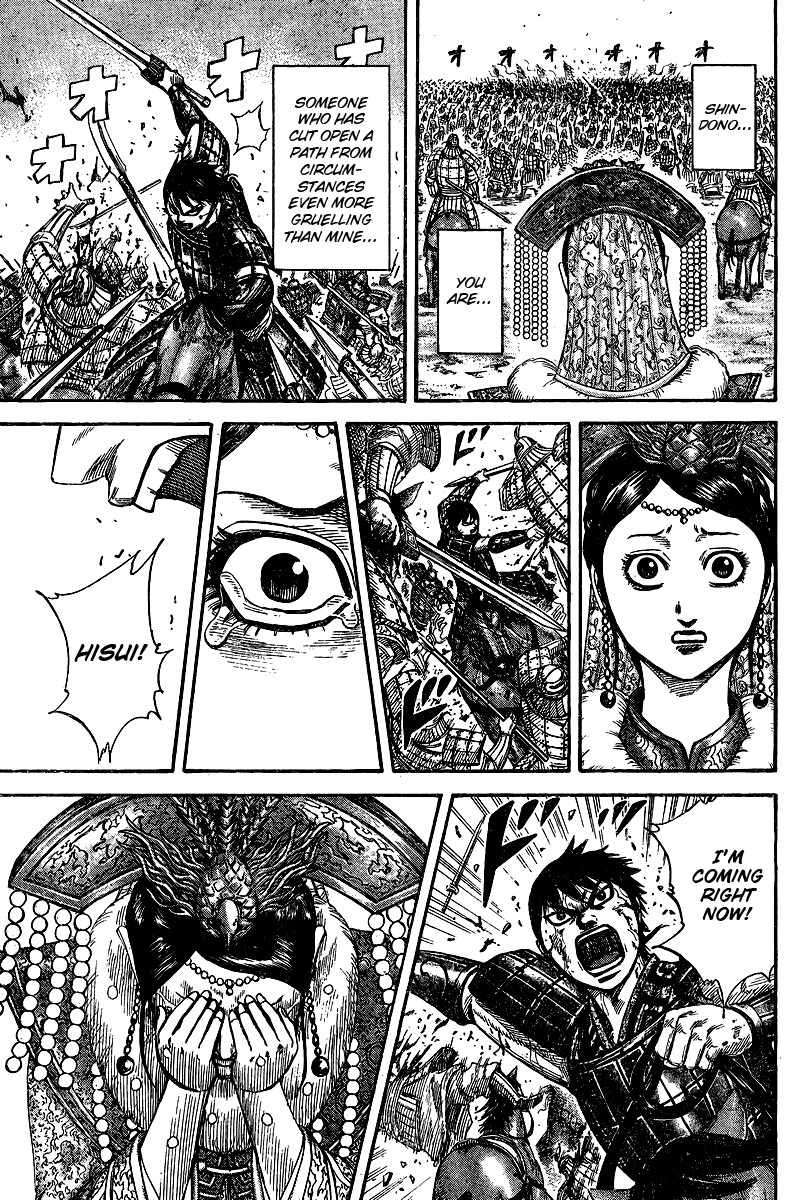 オ オ オ オ オ オ
SHIN-
DONO...
YOU
ARE...
SOMEONE
WHO HAS
CUT OPEN A
PATH FROM
CIRCUM-
STANCES
EVEN MORE
GRUELLING
THAN MINE...
オ オ オ オ
ド
ド
HISUI!
I'M
COMING
RIGHT
NOW!
ド
ド